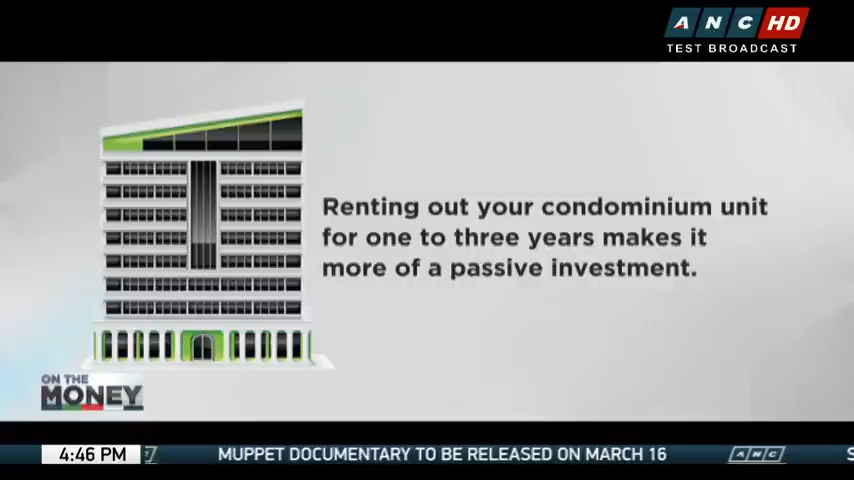 ANC HD
TEST BROADCAST
Renting out your condominium unit
for one to three years makes it
more of a passive investment.
ON THE
MONEY
4:46 PM
MUPPET DOCUMENTARY TO BE RELEASED ON MARCH 16
ANC
S